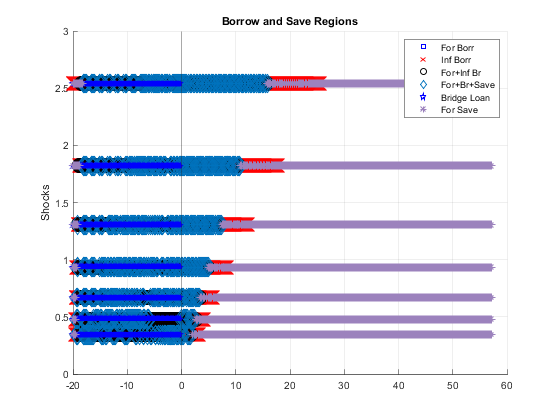 Borrow and Save Regions
3
2.5
2
1.5
1
0.5
0
Shocks
-20
-10
0
10
20
30
40
50
60
For Borr
Inf Borr
For+Inf Br
For+Br+Save
Bridge Loan
For Save